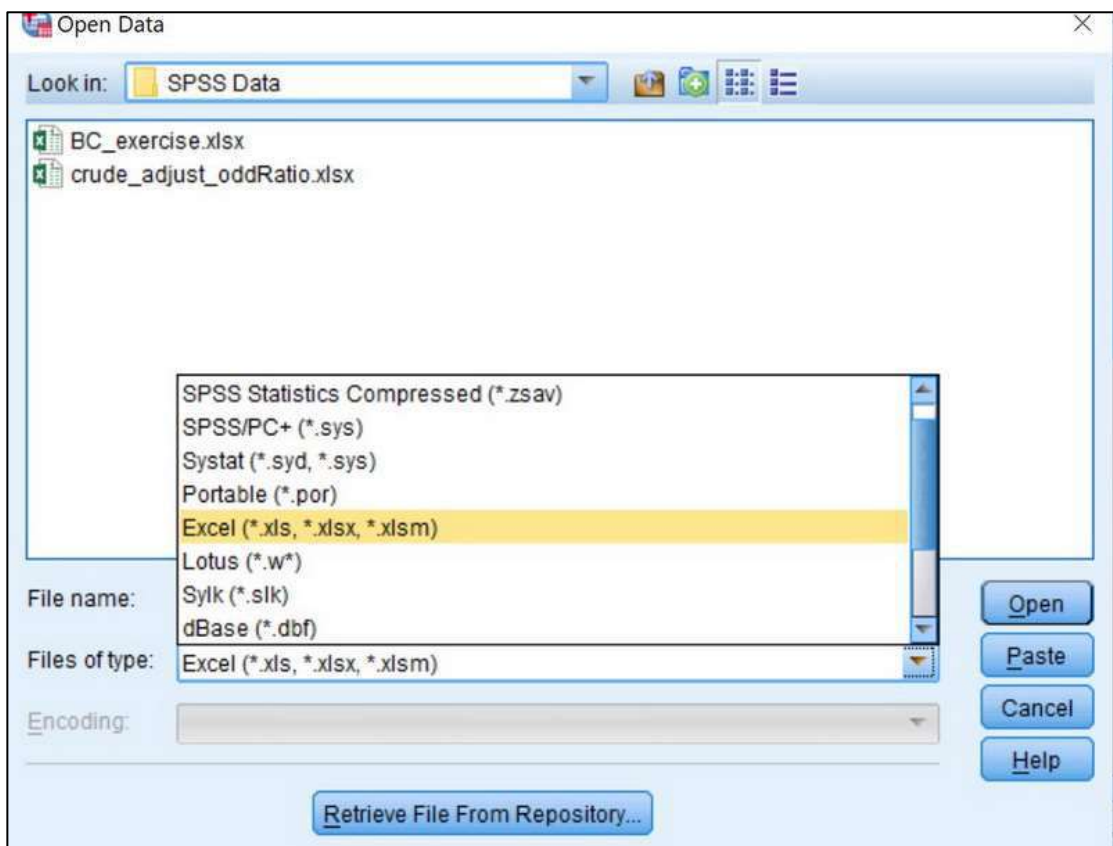 Open Data
Look in: SPSS Data
BC_exercise.xlsx
crude_adjust_oddRatio.xlsx
SPSS Statistics Compressed (*.zsav)
SPSS/PC+ (*.sys)
Systat (*.syd, *.sys)
Portable (*.por)
Excel (*.xls, *.xlsx, *.xlsm)
Lotus (*.w*)
Sylk (*.slk)
dBase (*.dbf)
File name:
Open
Files of type: Excel (*.xls, *.xlsx, *.xlsm)
Paste
Encoding:
Cancel
Help
Retrieve File From Repository...